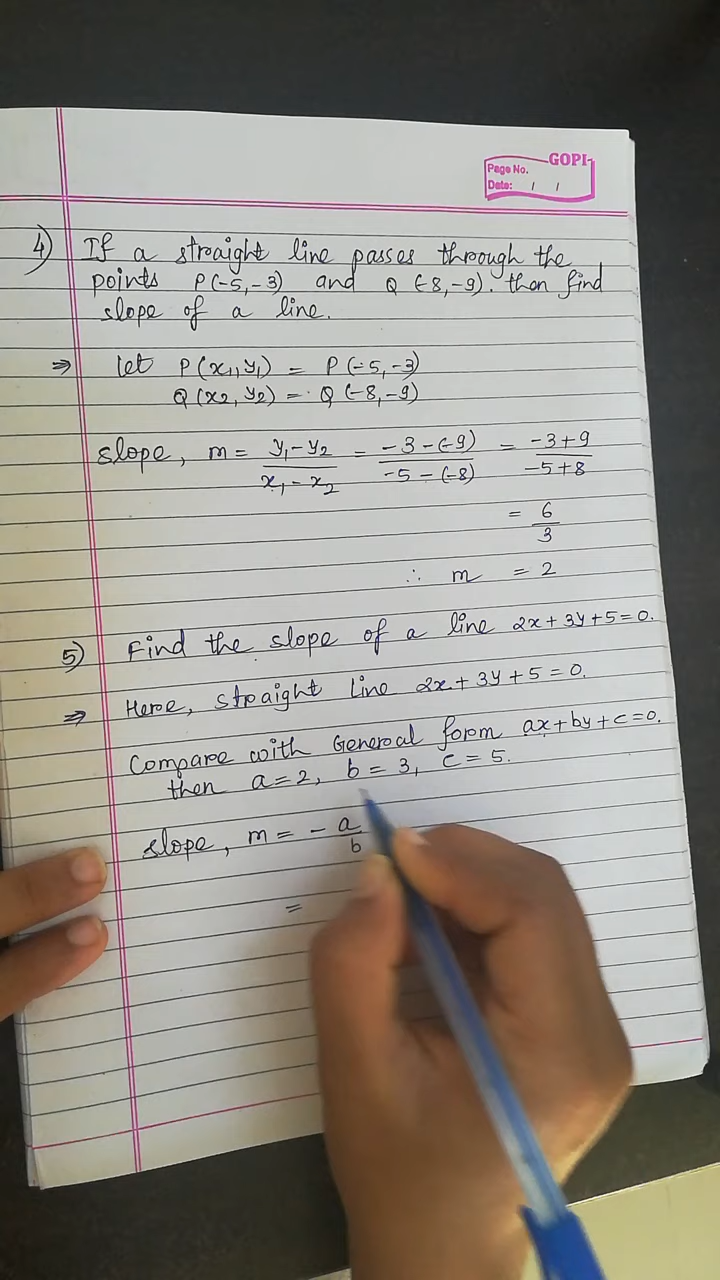 GOPI
Page No.
Date: / /
4) If a straight line passes through the
points P(-5,-3) and Q (-8,-9). then find
slope of a line.
⇒ let P(x₁,y₁) = P(-5,-3)
Q(x₂,y₂) = Q(-8,-9)
slope, m = (y₁-y₂)/(x₁-x₂) = (-3-(-9))/(-5-(-8)) = (-3+9)/(-5+8)
= 6/3
∴ m = 2
5) Find the slope of a line 2x+3y+5=0.
⇒ Here, straight line 2x+3y+5=0.
Compare with General form ax+by+c=0.
then a=2, b=3, c=5.
slope, m = -a/b
=